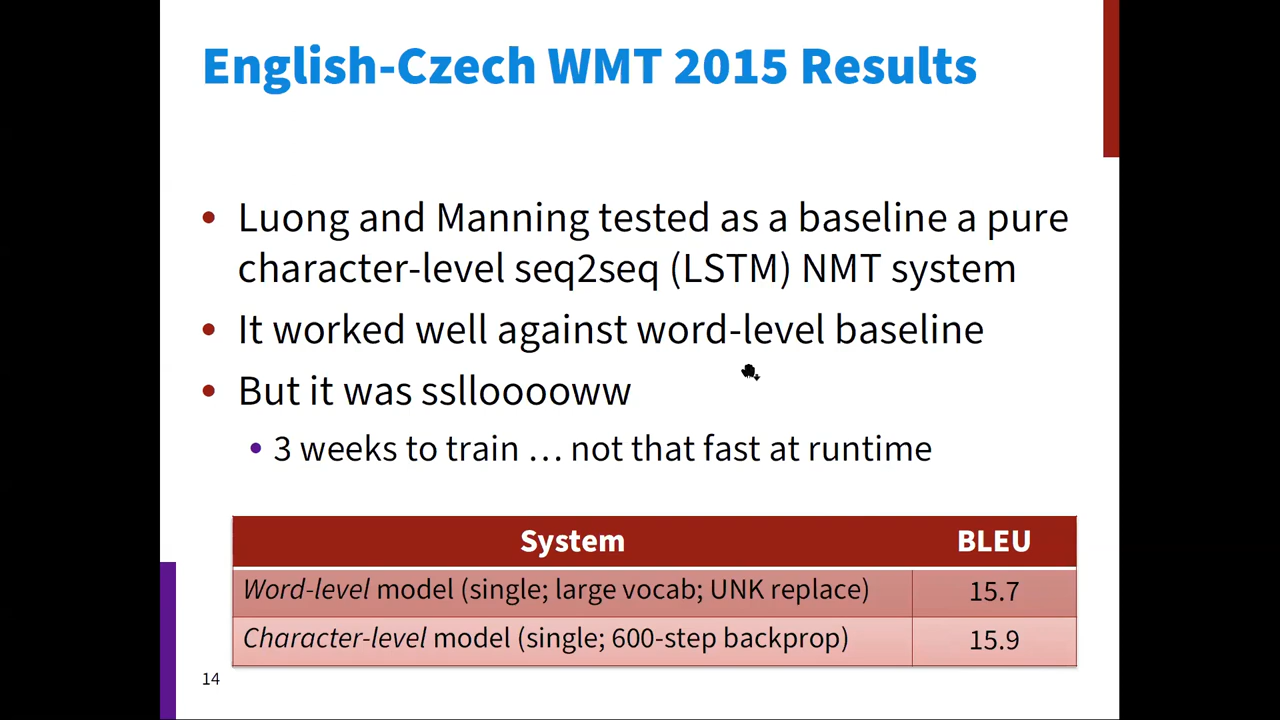 English-Czech WMT 2015 Results
• Luong and Manning tested as a baseline a pure
character-level seq2seq (LSTM) NMT system
• It worked well against word-level baseline
• But it was ssllooooww
• 3 weeks to train … not that fast at runtime
System BLEU
Word-level model (single; large vocab; UNK replace) 15.7
Character-level model (single; 600-step backprop) 15.9
14